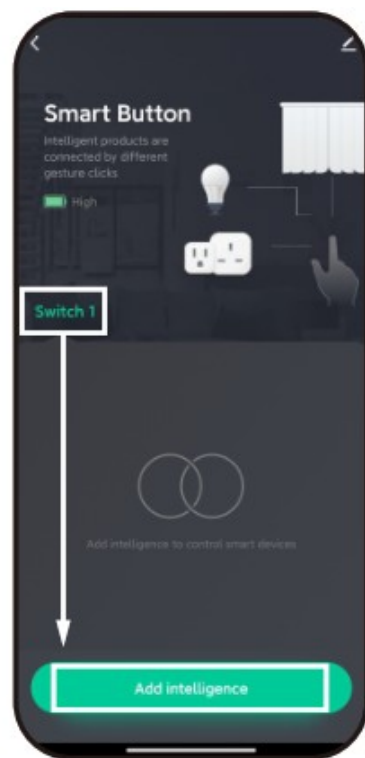 Smart Button
Intelligent products are
connected by different
gesture clicks
High
Switch 1
Add intelligence to control smart devices
Add intelligence